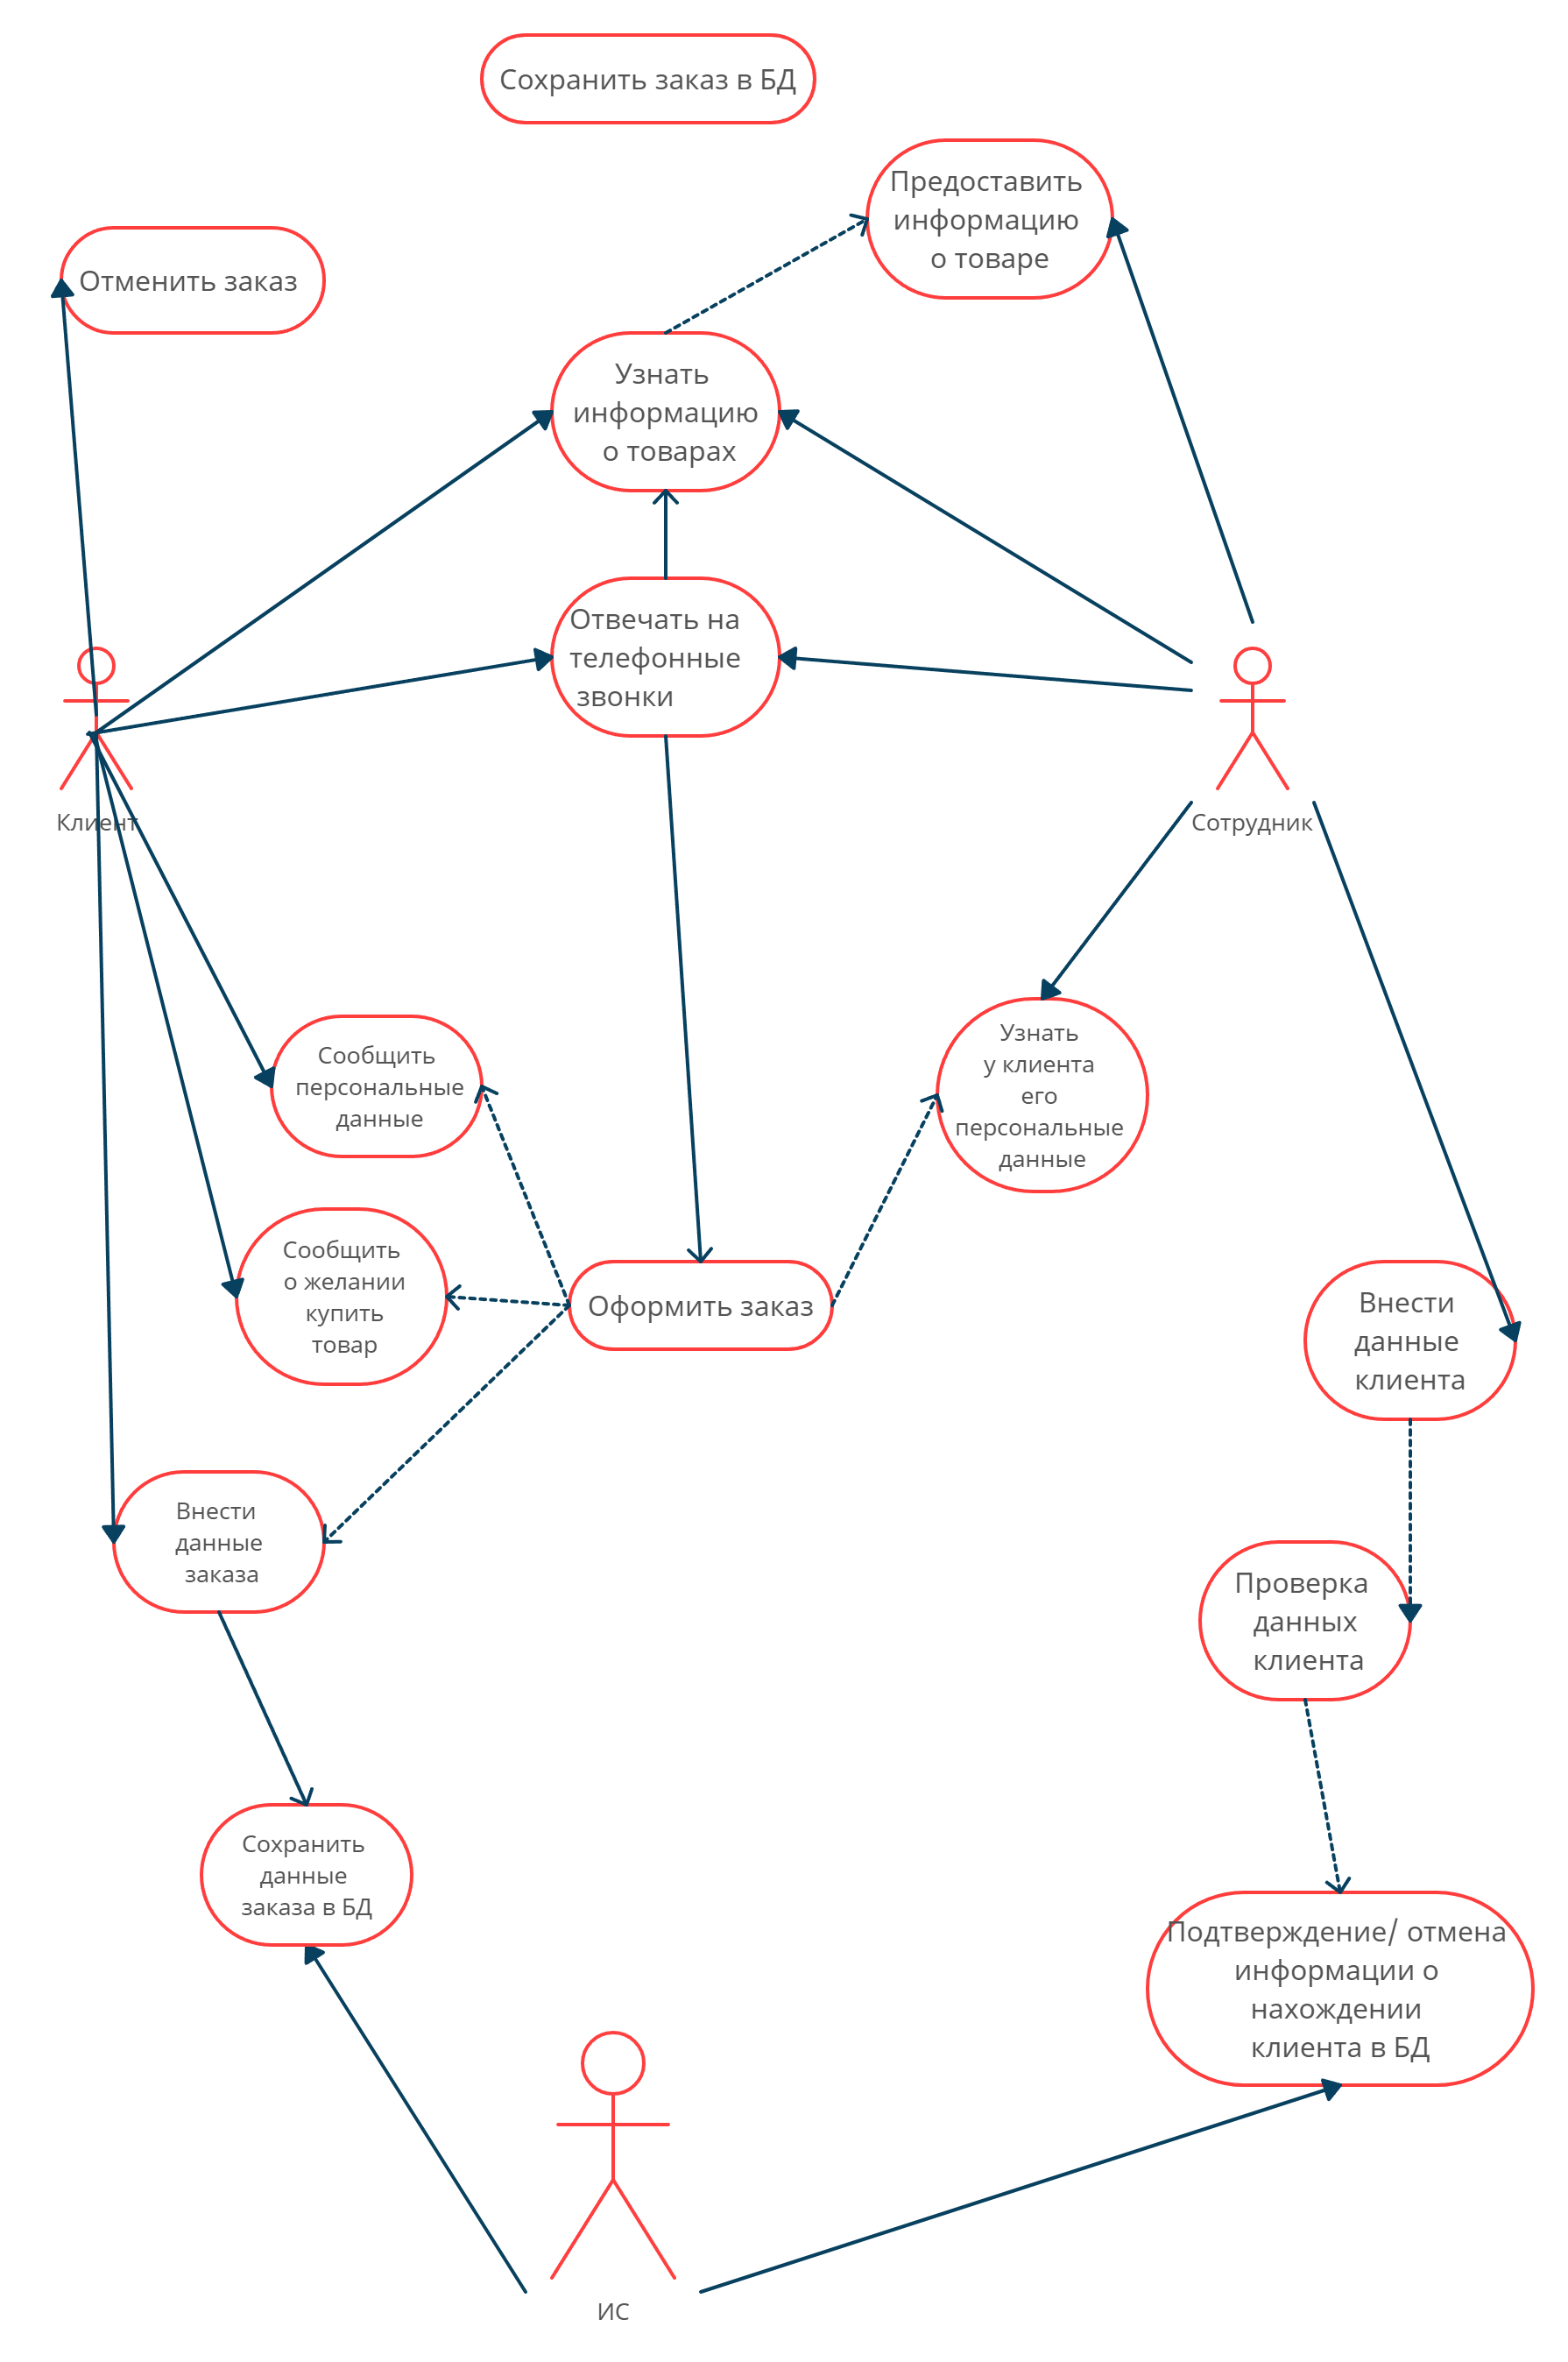 Сохранить заказ в БД
Предоставить
информацию
о товаре
Отменить заказ
Узнать
информацию
о товарах
Отвечать на
телефонные
звонки
Клиент
Сотрудник
Сообщить
персональные
данные
Узнать
у клиента
его
персональные
данные
Сообщить
о желании
купить
товар
Оформить заказ
Внести
данные
клиента
Внести
данные
заказа
Проверка
данных
клиента
Сохранить
данные
заказа в БД
Подтверждение/ отмена
информации о
нахождении
клиента в БД
ИС